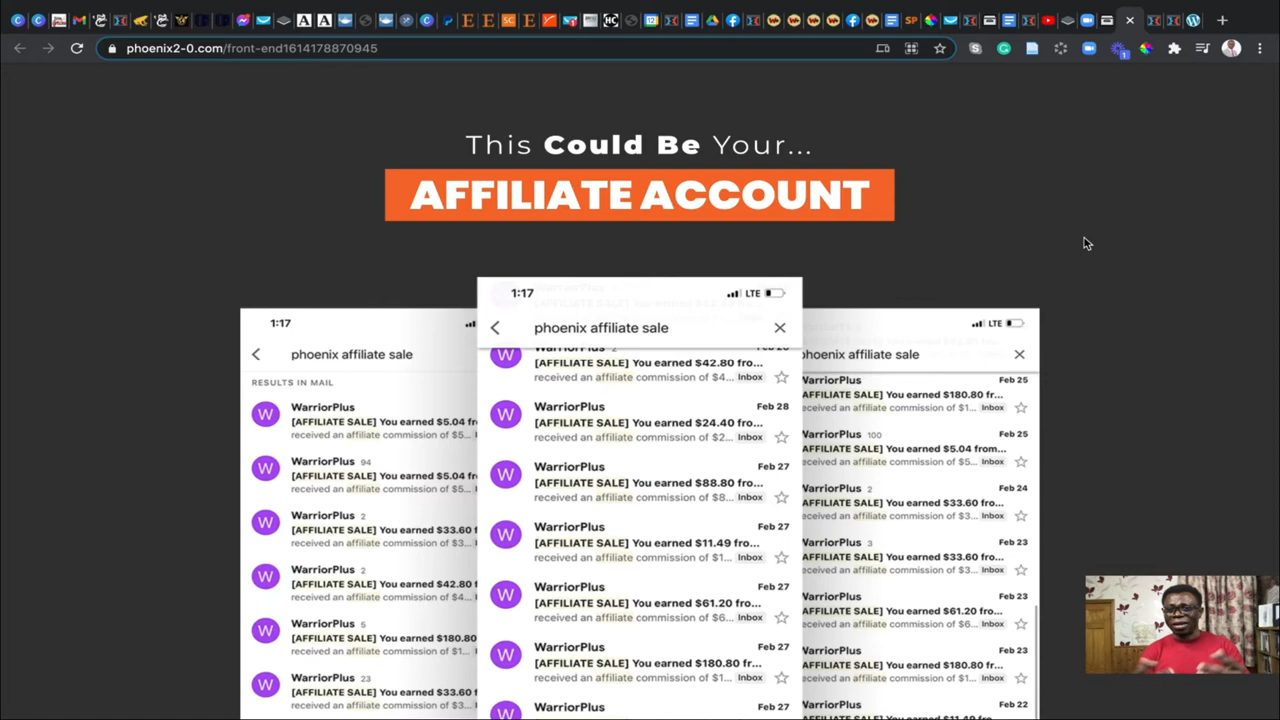 phoenix2-0.com/front-end1614178870945
This Could Be Your...
AFFILIATE ACCOUNT
1:17
phoenix affiliate sale
RESULTS IN MAIL
WarriorPlus
[AFFILIATE SALE] You earned $5.04
received an affiliate commission of $5...
WarriorPlus 94
[AFFILIATE SALE] You earned $5.04 from
received an affiliate commission of $5...
WarriorPlus 2
[AFFILIATE SALE] You earned $33.60
received an affiliate commission of $3...
WarriorPlus 2
[AFFILIATE SALE] You earned $42.80
received an affiliate commission of $4...
WarriorPlus 5
[AFFILIATE SALE] You earned $180.80
received an affiliate commission of $1...
WarriorPlus 23
[AFFILIATE SALE] You earned $33.60
1:17 LTE
phoenix affiliate sale
[AFFILIATE SALE] You earned $42.80 fro...
received an affiliate commission of $4... Inbox
WarriorPlus Feb 28
[AFFILIATE SALE] You earned $24.40 fro...
received an affiliate commission of $2... Inbox
WarriorPlus Feb 27
[AFFILIATE SALE] You earned $88.80 fro...
received an affiliate commission of $8... Inbox
WarriorPlus Feb 27
[AFFILIATE SALE] You earned $11.49 fro...
received an affiliate commission of $1... Inbox
WarriorPlus Feb 27
[AFFILIATE SALE] You earned $61.20 fro...
received an affiliate commission of $6... Inbox
WarriorPlus Feb 27
[AFFILIATE SALE] You earned $180.80 fro...
received an affiliate commission of $1... Inbox
WarriorPlus Feb 27
LTE
phoenix affiliate sale
WarriorPlus Feb 25
AFFILIATE SALE] You earned $180.80 fr...
received an affiliate commission of $1... Inbox
WarriorPlus 100 Feb 25
AFFILIATE SALE] You earned $5.04 from...
received an affiliate commission of $5... Inbox
WarriorPlus 2 Feb 24
AFFILIATE SALE] You earned $33.60 fro...
received an affiliate commission of $3... Inbox
WarriorPlus 3 Feb 23
AFFILIATE SALE] You earned $33.60 fro...
received an affiliate commission of $3... Inbox
WarriorPlus Feb 23
AFFILIATE SALE] You earned $61.20 fro...
received an affiliate commission of $6... Inbox
WarriorPlus Feb 23
AFFILIATE SALE] You earned $180.80 fr...
received an affiliate commission of $1... Inbox
WarriorPlus Feb 22